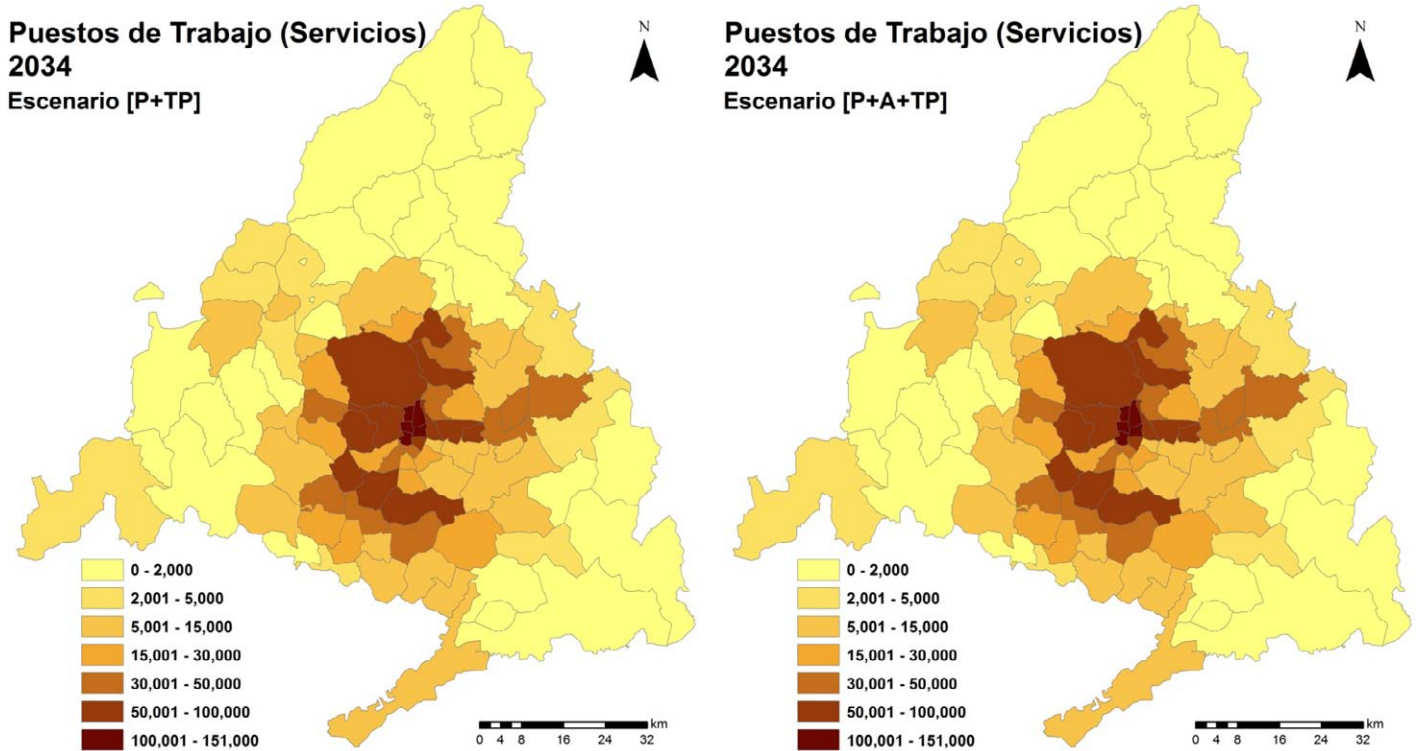 Puestos de Trabajo (Servicios)
2034
Escenario [P+TP]
N
0 - 2,000
2,001 - 5,000
5,001 - 15,000
15,001 - 30,000
30,001 - 50,000
50,001 - 100,000
100,001 - 151,000
km
0 4 8 16 24 32
Puestos de Trabajo (Servicios)
2034
Escenario [P+A+TP]
N
0 - 2,000
2,001 - 5,000
5,001 - 15,000
15,001 - 30,000
30,001 - 50,000
50,001 - 100,000
100,001 - 151,000
km
0 4 8 16 24 32